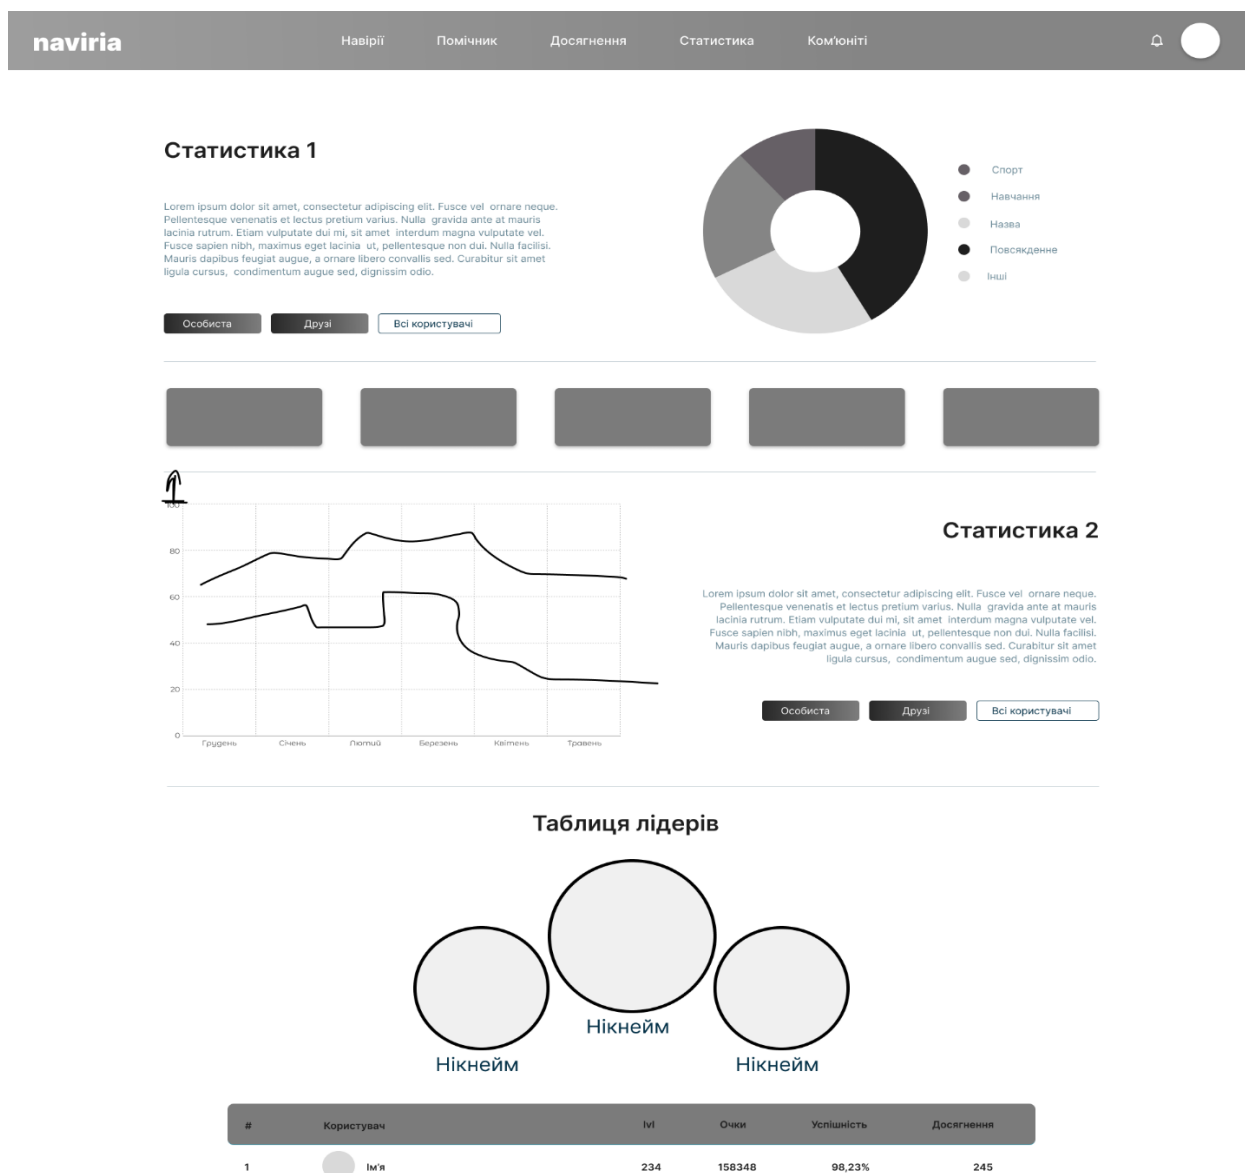 naviria
Навірії Помічник Досягнення Статистика Ком'юніті
Статистика 1
Lorem ipsum dolor sit amet, consectetur adipiscing elit. Fusce vel ornare neque.
Pellentesque venenatis et lectus pretium varius. Nulla gravida ante at mauris
lacinia rutrum. Etiam vulputate dui mi, sit amet interdum magna vulputate vel.
Fusce sapien nibh, maximus eget lacinia ut, pellentesque non dui. Nulla facilisi.
Mauris dapibus feugiat augue, a ornare libero convallis sed. Curabitur sit amet
ligula cursus, condimentum augue sed, dignissim odio.
Особиста Друзі Всі користувачі
Спорт
Навчання
Назва
Повсякденне
Інші
100
80
60
40
20
0
Грудень Січень Лютий Березень Квітень Травень
Статистика 2
Lorem ipsum dolor sit amet, consectetur adipiscing elit. Fusce vel ornare neque.
Pellentesque venenatis et lectus pretium varius. Nulla gravida ante at mauris
lacinia rutrum. Etiam vulputate dui mi, sit amet interdum magna vulputate vel.
Fusce sapien nibh, maximus eget lacinia ut, pellentesque non dui. Nulla facilisi.
Mauris dapibus feugiat augue, a ornare libero convallis sed. Curabitur sit amet
ligula cursus, condimentum augue sed, dignissim odio.
Особиста Друзі Всі користувачі
Таблиця лідерів
Нікнейм
Нікнейм Нікнейм
# Користувач lvl Очки Успішність Досягнення
1 Ім'я 234 158348 98,23% 245